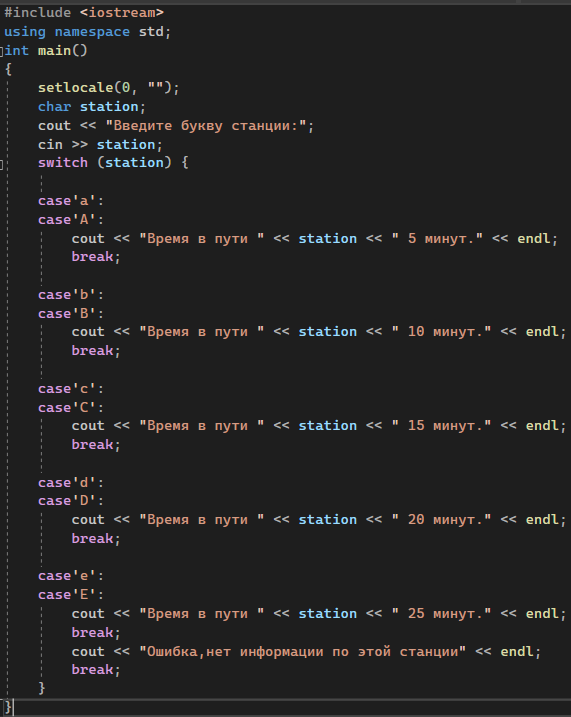 #include <iostream>
using namespace std;
int main()
{
setlocale(0, "");
char station;
cout << "Введите букву станции:";
cin >> station;
switch (station) {
case'a':
case'A':
cout << "Время в пути " << station << " 5 минут." << endl;
break;
case'b':
case'B':
cout << "Время в пути " << station << " 10 минут." << endl;
break;
case'c':
case'C':
cout << "Время в пути " << station << " 15 минут." << endl;
break;
case'd':
case'D':
cout << "Время в пути " << station << " 20 минут." << endl;
break;
case'e':
case'E':
cout << "Время в пути " << station << " 25 минут." << endl;
break;
cout << "Ошибка,нет информации по этой станции" << endl;
break;
}
}